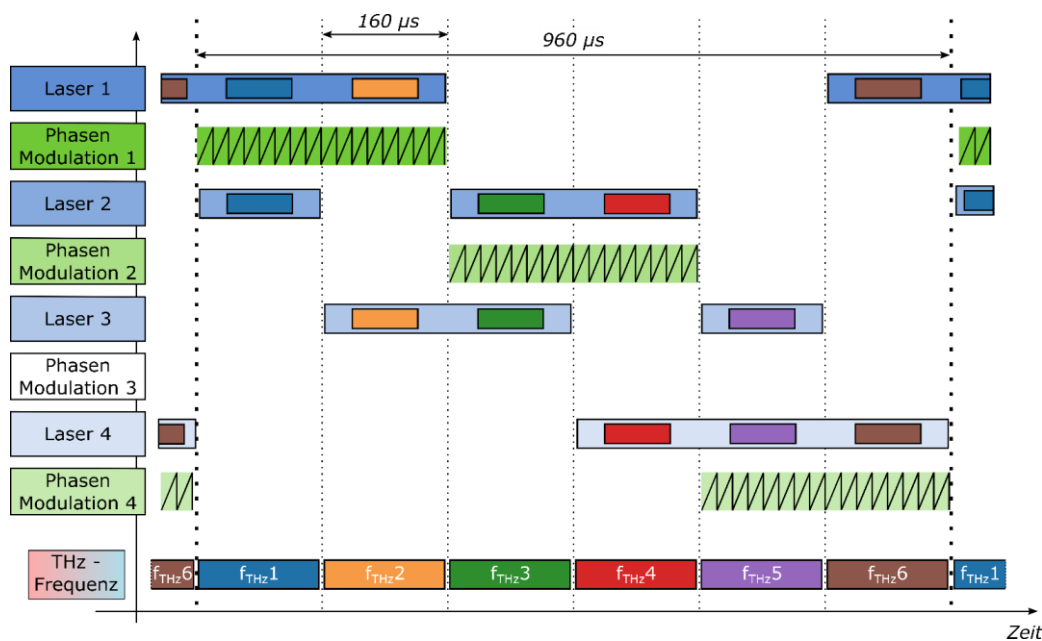 160 μs
960 μs
Laser 1
Phasen
Modulation 1
Laser 2
Phasen
Modulation 2
Laser 3
Phasen
Modulation 3
Laser 4
Phasen
Modulation 4
THz -
Frequenz
fTHz6 fTHz1 fTHz2 fTHz3 fTHz4 fTHz5 fTHz6 fTHz1
Zeit